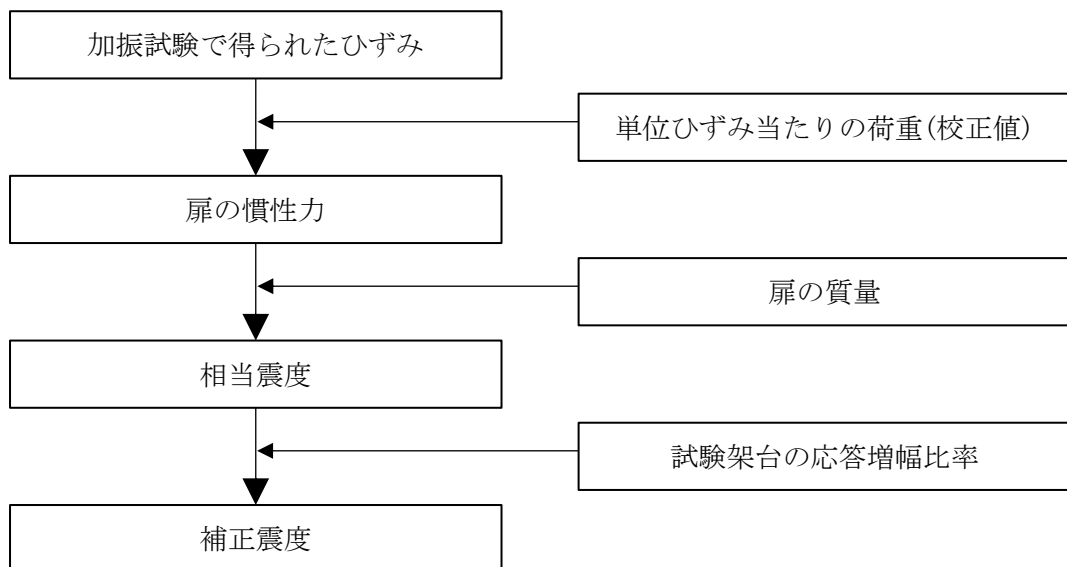 加振試験で得られたひずみ
単位ひずみ当たりの荷重(校正値)
扉の慣性力
扉の質量
相当震度
試験架台の応答増幅比率
補正震度